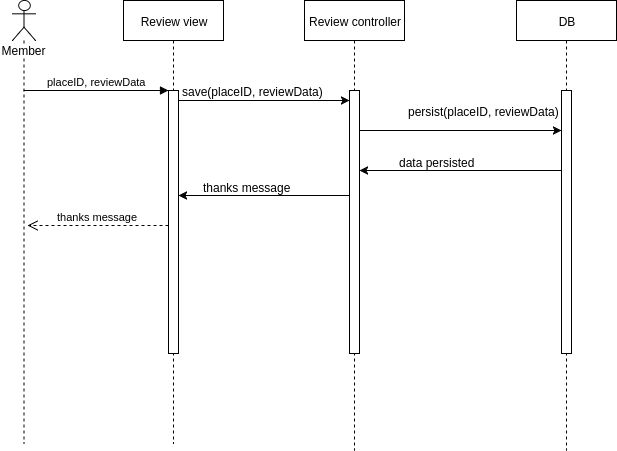 Review view
Review controller
DB
Member
placeID, reviewData
save(placeID, reviewData)
persist(placeID, reviewData)
data persisted
thanks message
thanks message